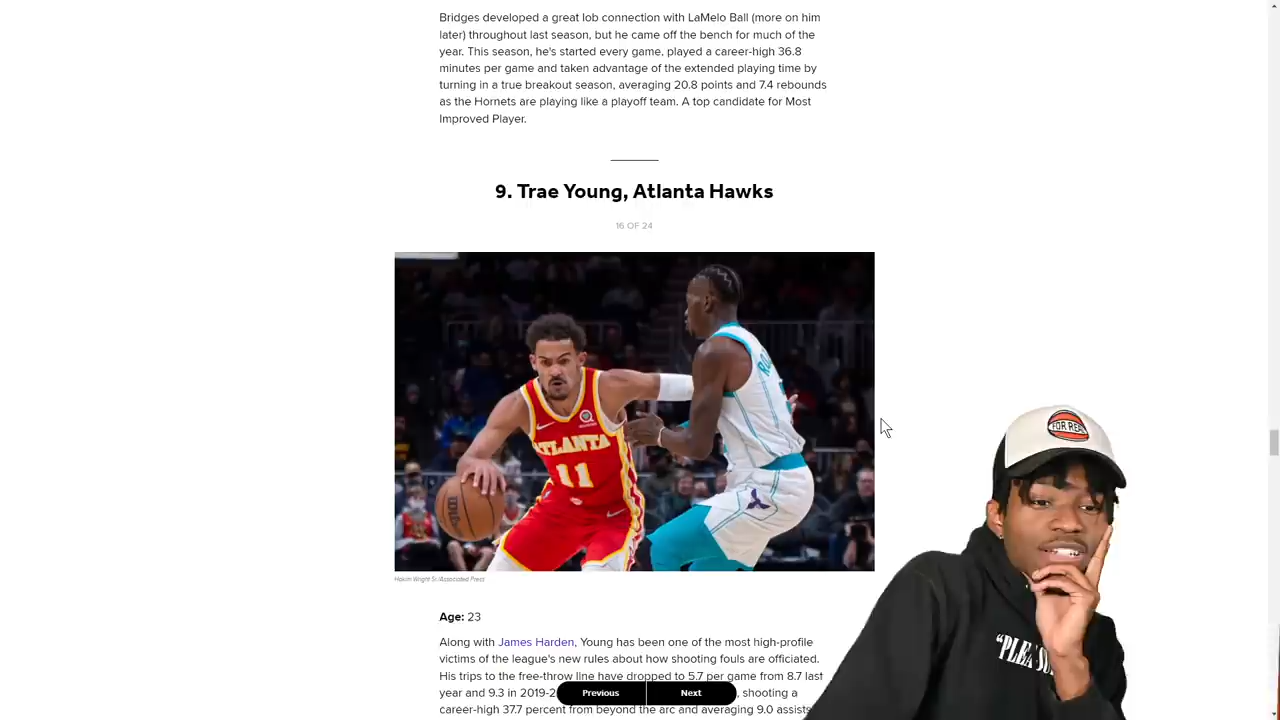 Bridges developed a great lob connection with LaMelo Ball (more on him
later) throughout last season, but he came off the bench for much of the
year. This season, he's started every game, played a career-high 36.8
minutes per game and taken advantage of the extended playing time by
turning in a true breakout season, averaging 20.8 points and 7.4 rebounds
as the Hornets are playing like a playoff team. A top candidate for Most
Improved Player.
9. Trae Young, Atlanta Hawks
16 OF 24
ATLANTA
11
FOR REAL
Hakim Wright Sr./Associated Press
Age: 23
Along with James Harden, Young has been one of the most high-profile
victims of the league's new rules about how shooting fouls are officiated.
His trips to the free-throw line have dropped to 5.7 per game from 8.7 last
year and 9.3 in 2019-2 , shooting a
Previous Next
career-high 37.7 percent from beyond the arc and averaging 9.0 assists